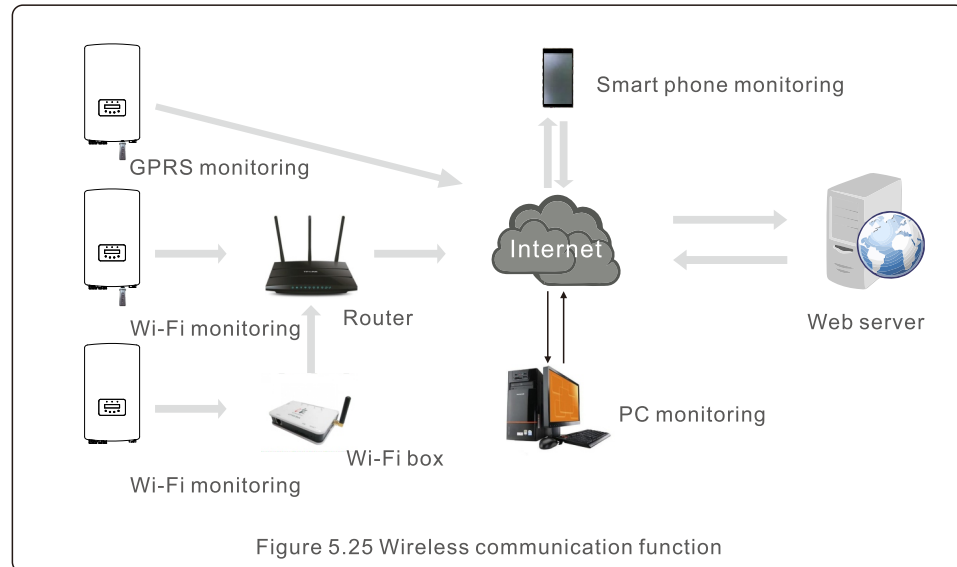 Smart phone monitoring
GPRS monitoring
Internet
Wi-Fi monitoring
Router
Web server
PC monitoring
Wi-Fi box
Wi-Fi monitoring
Figure 5.25 Wireless communication function